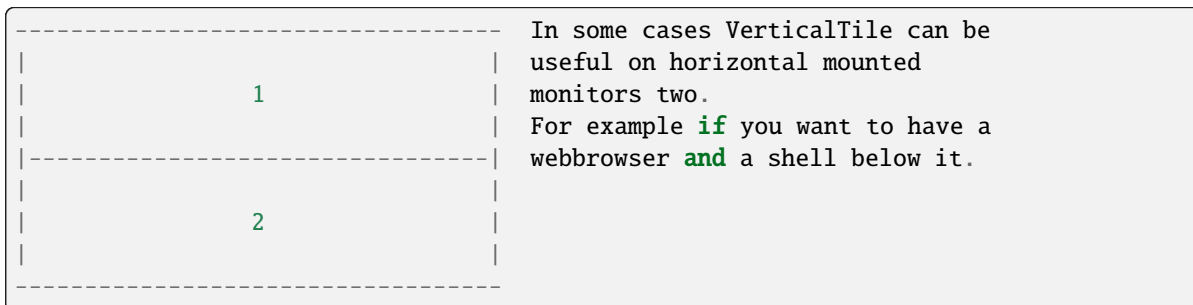 ----------------------------------- In some cases VerticalTile can be
|                                 | useful on horizontal mounted
|                1                | monitors two.
|                                 | For example if you want to have a
|---------------------------------| webbrowser and a shell below it.
|                                 |
|                2                |
|                                 |
-----------------------------------